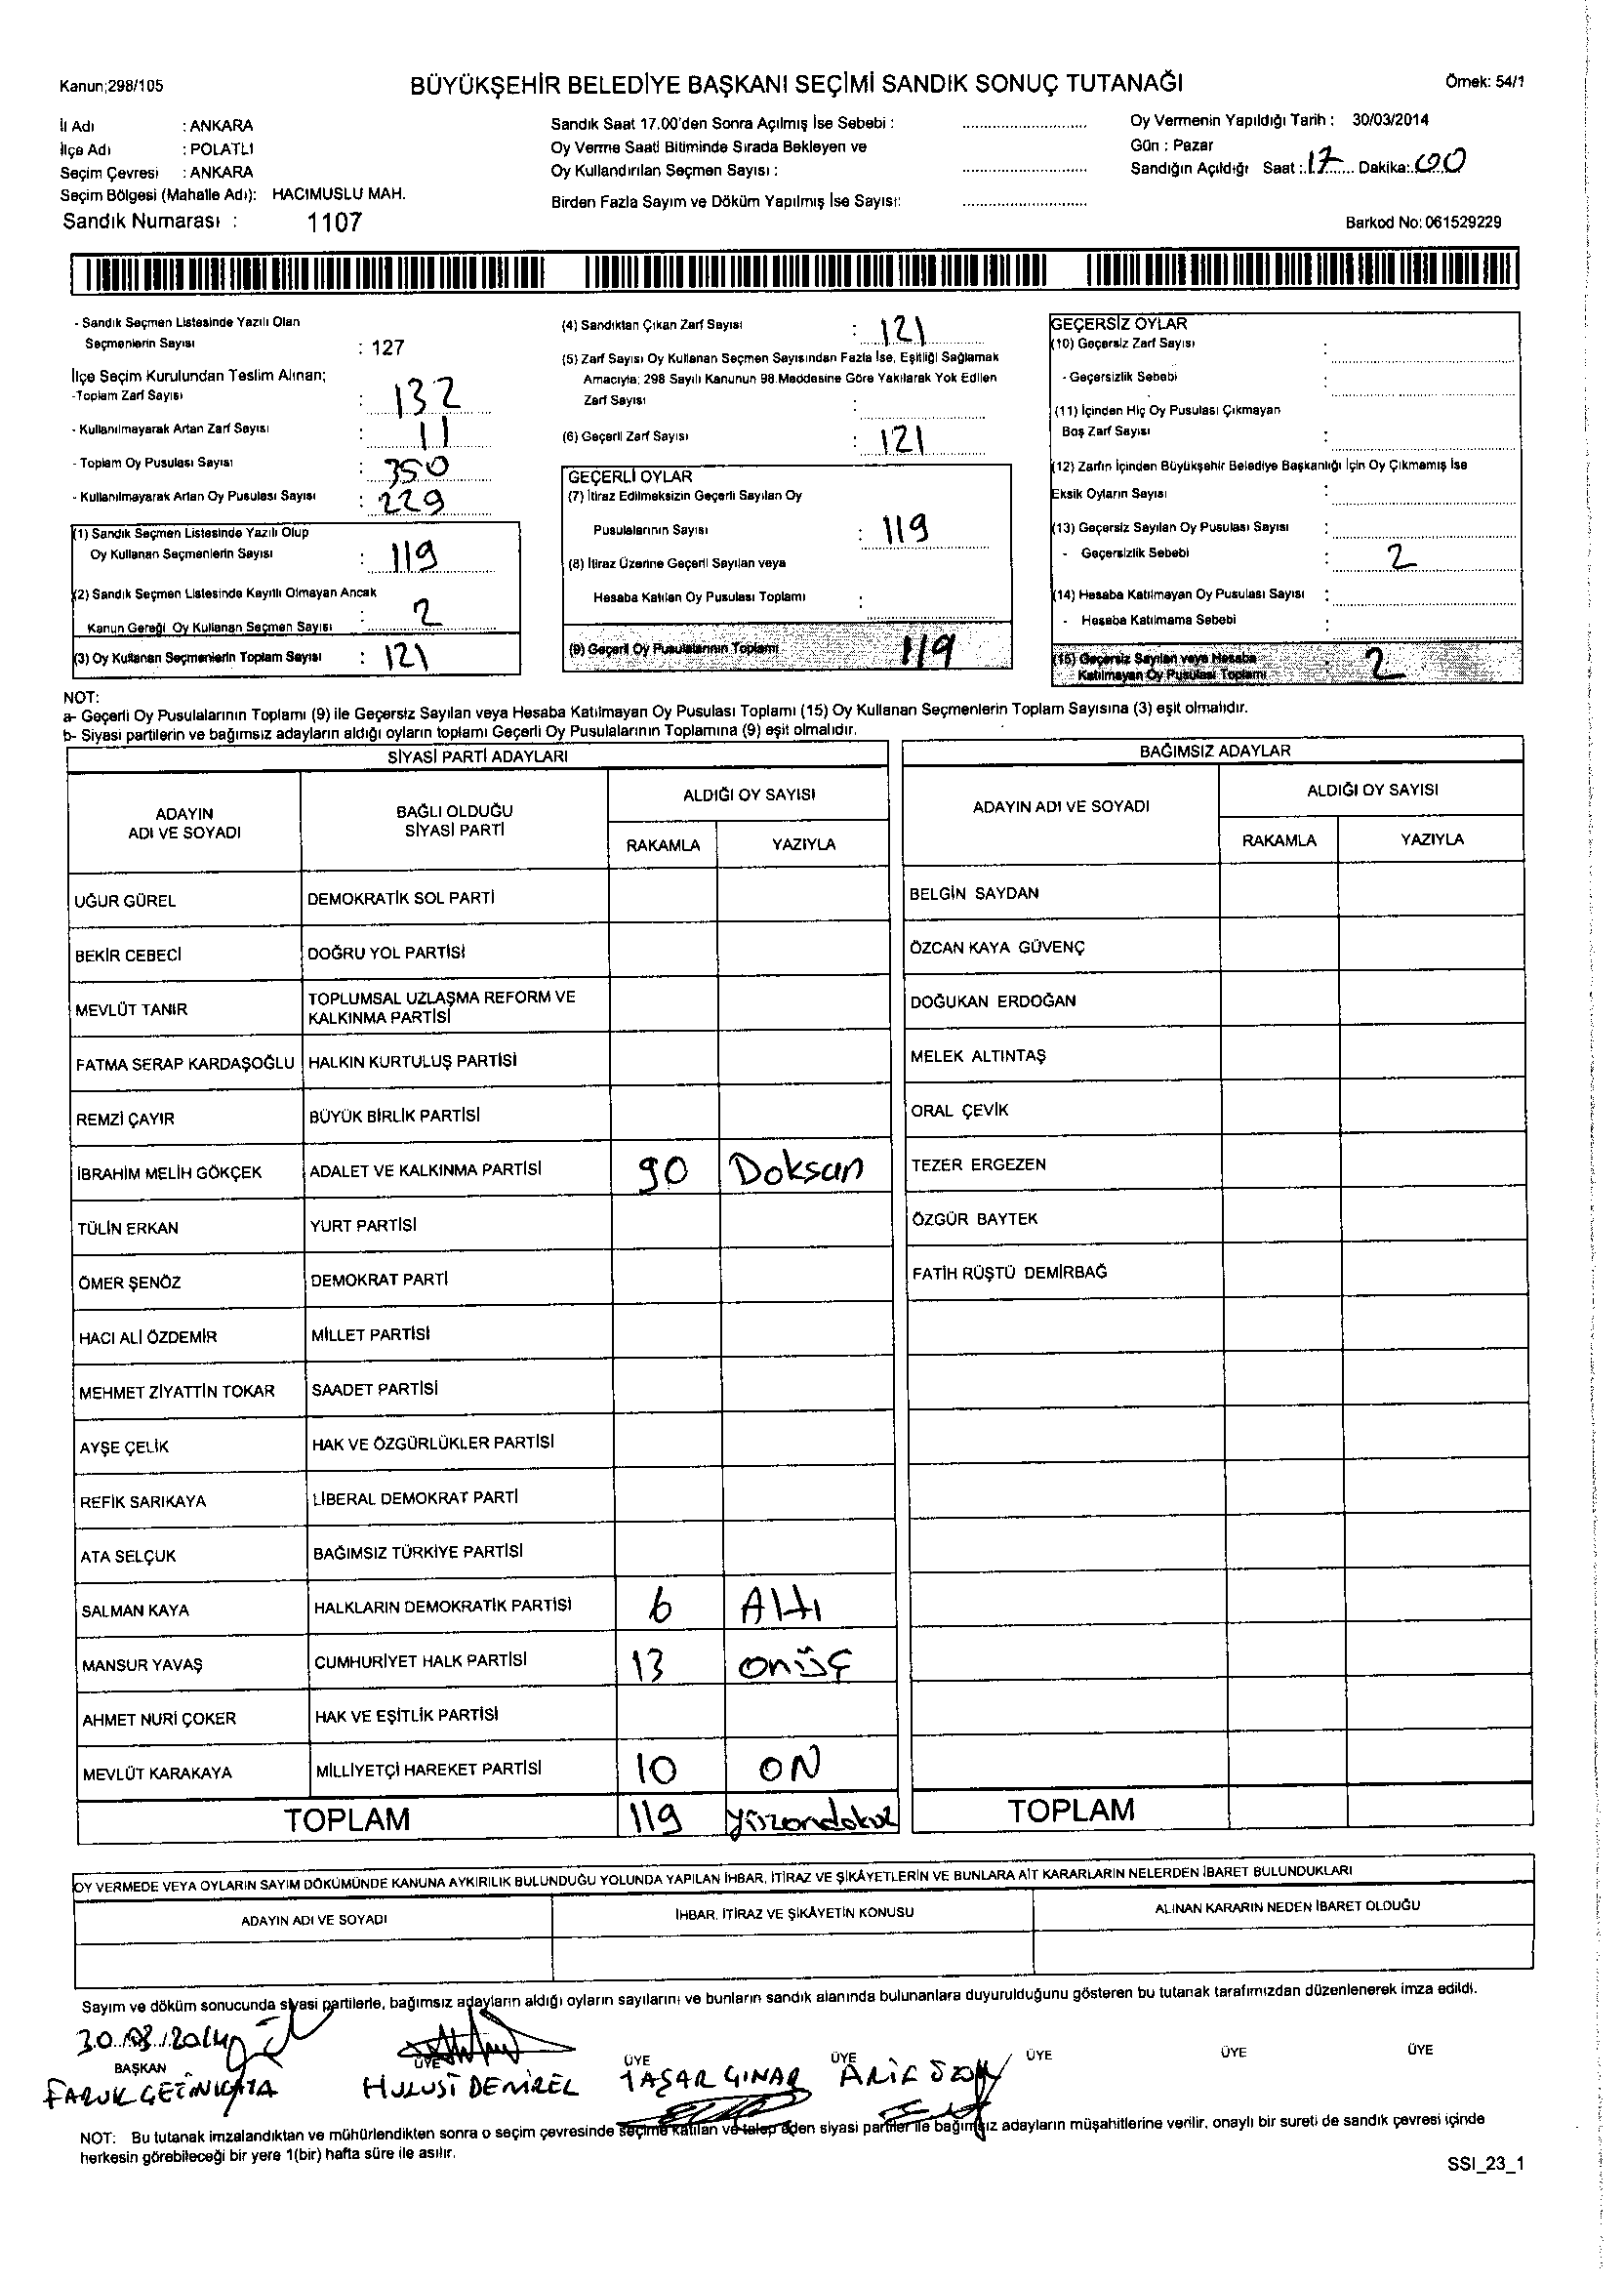 Kanun;298/105
BÜYÜKŞEHİR BELEDİYE BAŞKANI SEÇİMİ SANDIK SONUÇ TUTANAĞI
Örnek: 54/1
İl Adı : ANKARA
İlçe Adı : POLATLI
Seçim Çevresi : ANKARA
Seçim Bölgesi (Mahalle Adı): HACIMUSLU MAH.
Sandık Numarası : 1107
Sandık Saat 17.00'den Sonra Açılmış İse Sebebi :
Oy Verme Saati Bitiminde Sırada Bekleyen ve
Oy Kullandırılan Seçmen Sayısı :
Birden Fazla Sayım ve Döküm Yapılmış İse Sayısı:
Oy Vermenin Yapıldığı Tarih : 30/03/2014
Gün : Pazar
Sandığın Açıldığı Saat : 17 Dakika: 00
Barkod No: 061529229
- Sandık Seçmen Listesinde Yazılı Olan
Seçmenlerin Sayısı : 127
İlçe Seçim Kurulundan Teslim Alınan;
-Toplam Zarf Sayısı : 132
- Kullanılmayarak Artan Zarf Sayısı : 11
- Toplam Oy Pusulası Sayısı : 350
- Kullanılmayarak Artan Oy Pusulası Sayısı : 229
(1) Sandık Seçmen Listesinde Yazılı Olup
Oy Kullanan Seçmenlerin Sayısı : 119
(2) Sandık Seçmen Listesinde Kayıtlı Olmayan Ancak
Kanun Gereği Oy Kullanan Seçmen Sayısı : 2
(3) Oy Kullanan Seçmenlerin Toplam Sayısı : 121
(4) Sandıktan Çıkan Zarf Sayısı : 121
(5) Zarf Sayısı Oy Kullanan Seçmen Sayısından Fazla İse, Eşitliği Sağlamak
Amacıyla; 298 Sayılı Kanunun 98.Maddesine Göre Yakılarak Yok Edilen
Zarf Sayısı :
(6) Geçerli Zarf Sayısı : 121
GEÇERLİ OYLAR
(7) İtiraz Edilmeksizin Geçerli Sayılan Oy
Pusulalarının Sayısı : 119
(8) İtiraz Üzerine Geçerli Sayılan veya
Hesaba Katılan Oy Pusulası Toplamı :
(9) Geçerli Oy Pusulalarının Toplamı 119
GEÇERSİZ OYLAR
(10) Geçersiz Zarf Sayısı :
- Geçersizlik Sebebi :
(11) İçinden Hiç Oy Pusulası Çıkmayan
Boş Zarf Sayısı :
(12) Zarfın İçinden Büyükşehir Belediye Başkanlığı İçin Oy Çıkmamış İse
Eksik Oyların Sayısı :
(13) Geçersiz Sayılan Oy Pusulası Sayısı :
- Geçersizlik Sebebi : 2
(14) Hesaba Katılmayan Oy Pusulası Sayısı :
- Hesaba Katılmama Sebebi :
(15) Geçersiz Sayılan veya Hesaba
Katılmayan Oy Pusulası Toplamı : 2
NOT:
a- Geçerli Oy Pusulalarının Toplamı (9) ile Geçersiz Sayılan veya Hesaba Katılmayan Oy Pusulası Toplamı (15) Oy Kullanan Seçmenlerin Toplam Sayısına (3) eşit olmalıdır.
b- Siyasi partilerin ve bağımsız adayların aldığı oyların toplamı Geçerli Oy Pusulalarının Toplamına (9) eşit olmalıdır.
SİYASİ PARTİ ADAYLARI
ADAYIN
ADI VE SOYADI
BAĞLI OLDUĞU
SİYASİ PARTİ
ALDIĞI OY SAYISI
RAKAMLA YAZIYLA
UĞUR GÜREL DEMOKRATİK SOL PARTİ
BEKİR CEBECİ DOĞRU YOL PARTİSİ
MEVLÜT TANIR TOPLUMSAL UZLAŞMA REFORM VE
KALKINMA PARTİSİ
FATMA SERAP KARDAŞOĞLU HALKIN KURTULUŞ PARTİSİ
REMZİ ÇAYIR BÜYÜK BİRLİK PARTİSİ
İBRAHİM MELİH GÖKÇEK ADALET VE KALKINMA PARTİSİ 90 Doksan
TÜLİN ERKAN YURT PARTİSİ
ÖMER ŞENÖZ DEMOKRAT PARTİ
HACI ALİ ÖZDEMİR MİLLET PARTİSİ
MEHMET ZİYATTİN TOKAR SAADET PARTİSİ
AYŞE ÇELİK HAK VE ÖZGÜRLÜKLER PARTİSİ
REFİK SARIKAYA LİBERAL DEMOKRAT PARTİ
ATA SELÇUK BAĞIMSIZ TÜRKİYE PARTİSİ
SALMAN KAYA HALKLARIN DEMOKRATİK PARTİSİ 6 Altı
MANSUR YAVAŞ CUMHURİYET HALK PARTİSİ 13 onüç
AHMET NURİ ÇOKER HAK VE EŞİTLİK PARTİSİ
MEVLÜT KARAKAYA MİLLİYETÇİ HAREKET PARTİSİ 10 ON
TOPLAM 119 yüzondokuz
BAĞIMSIZ ADAYLAR
ADAYIN ADI VE SOYADI
ALDIĞI OY SAYISI
RAKAMLA YAZIYLA
BELGİN SAYDAN
ÖZCAN KAYA GÜVENÇ
DOĞUKAN ERDOĞAN
MELEK ALTINTAŞ
ORAL ÇEVİK
TEZER ERGEZEN
ÖZGÜR BAYTEK
FATİH RÜŞTÜ DEMİRBAĞ
TOPLAM
OY VERMEDE VEYA OYLARIN SAYIM DÖKÜMÜNDE KANUNA AYKIRILIK BULUNDUĞU YOLUNDA YAPILAN İHBAR, İTİRAZ VE ŞİKÂYETLERİN VE BUNLARA AİT KARARLARIN NELERDEN İBARET BULUNDUKLARI
ADAYIN ADI VE SOYADI
İHBAR, İTİRAZ VE ŞİKÂYETİN KONUSU
ALINAN KARARIN NEDEN İBARET OLDUĞU
Sayım ve döküm sonucunda siyasi partilerle, bağımsız adayların aldığı oyların sayılarını ve bunların sandık alanında bulunanlara duyurulduğunu gösteren bu tutanak tarafımızdan düzenlenerek imza edildi.
30.03.2014
BAŞKAN ÜYE ÜYE ÜYE ÜYE ÜYE ÜYE
FARUK HULUSİ DEMİREL YAŞAR ÇINAR ARİF
NOT: Bu tutanak imzalandıktan ve mühürlendikten sonra o seçim çevresinde seçime katılan ve talep eden siyasi partiler ile bağımsız adayların müşahitlerine verilir, onaylı bir sureti de sandık çevresi içinde
herkesin görebileceği bir yere 1(bir) hafta süre ile asılır.
SSI_23_1